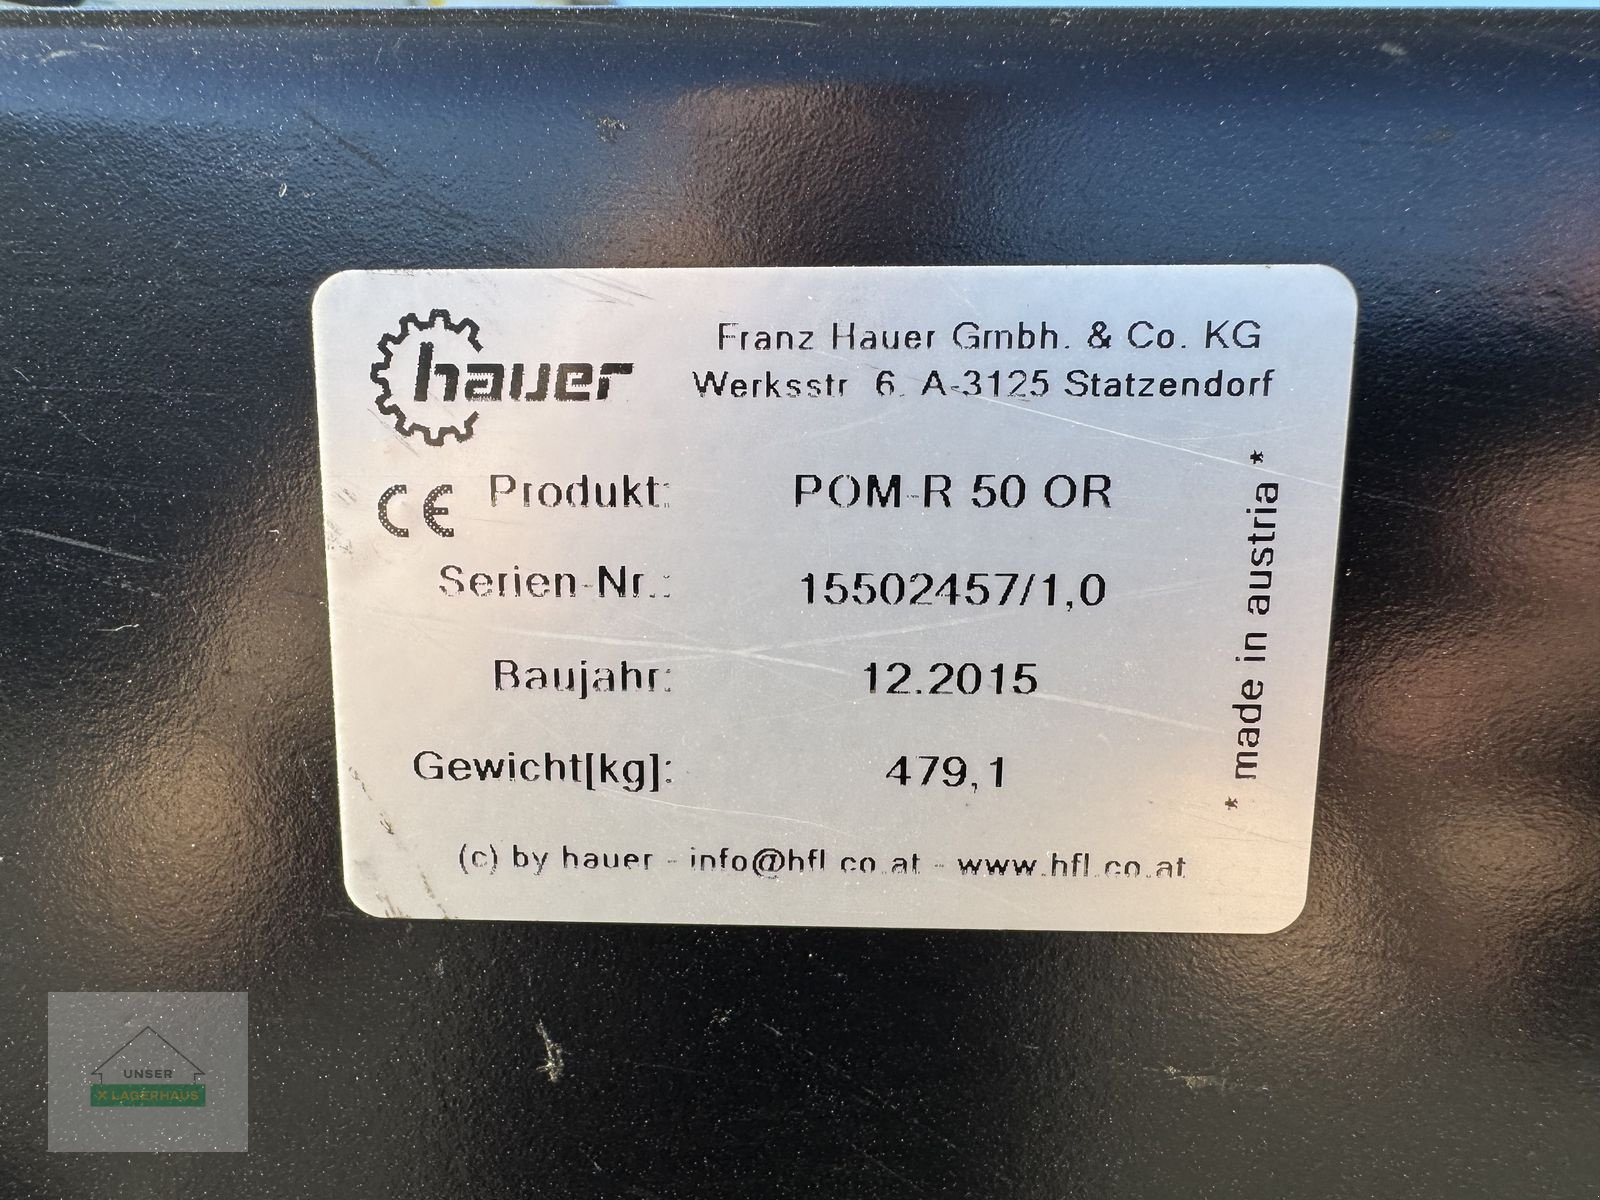 hauer
Franz Hauer Gmbh. & Co. KG
Werksstr. 6, A-3125 Statzendorf
CE
Produkt: POM-R 50 OR
Serien-Nr.: 15502457/1,0
Baujahr: 12.2015
Gewicht[kg]: 479,1
(c) by hauer - info@hfl.co.at - www.hfl.co.at
* made in austria *
UNSER
X LAGERHAUS